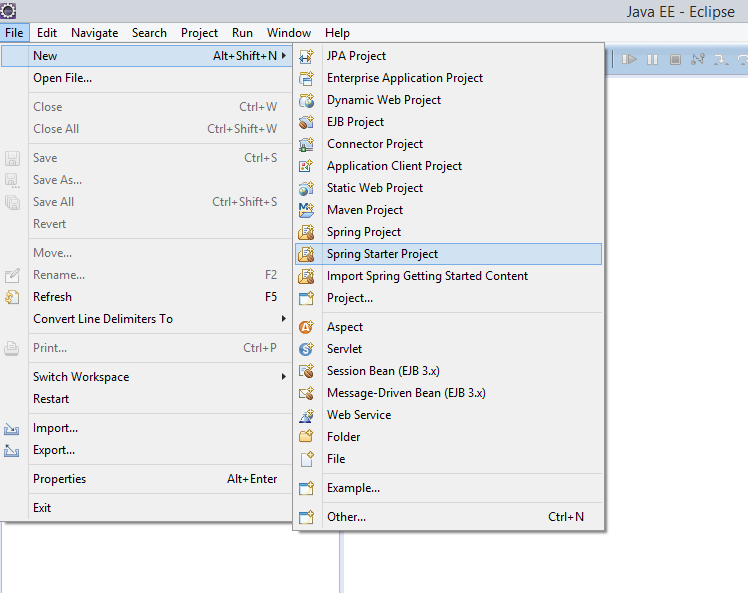 Java EE - Eclipse
File Edit Navigate Search Project Run Window Help
New Alt+Shift+N
Open File...
Close Ctrl+W
Close All Ctrl+Shift+W
Save Ctrl+S
Save As...
Save All Ctrl+Shift+S
Revert
Move...
Rename... F2
Refresh F5
Convert Line Delimiters To
Print... Ctrl+P
Switch Workspace
Restart
Import...
Export...
Properties Alt+Enter
Exit
JPA Project
Enterprise Application Project
Dynamic Web Project
EJB Project
Connector Project
Application Client Project
Static Web Project
Maven Project
Spring Project
Spring Starter Project
Import Spring Getting Started Content
Project...
Aspect
Servlet
Session Bean (EJB 3.x)
Message-Driven Bean (EJB 3.x)
Web Service
Folder
File
Example...
Other... Ctrl+N